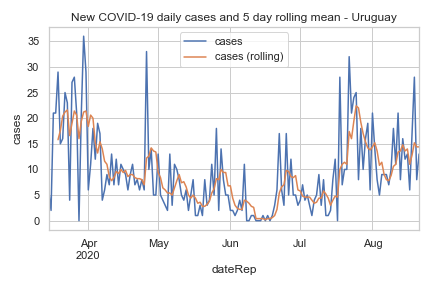 New COVID-19 daily cases and 5 day rolling mean - Uruguay
cases
cases (rolling)
35
30
25
20
15
10
5
0
cases
Apr
2020
May
Jun
Jul
Aug
dateRep